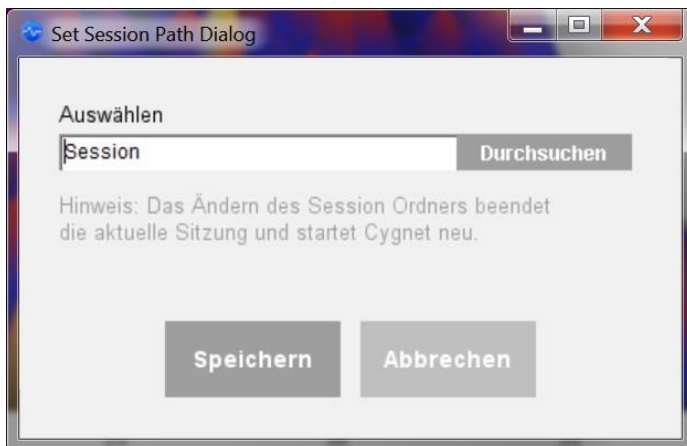 Set Session Path Dialog
Auswählen
Session
Durchsuchen
Hinweis: Das Ändern des Session Ordners beendet
die aktuelle Sitzung und startet Cygnet neu.
Speichern
Abbrechen